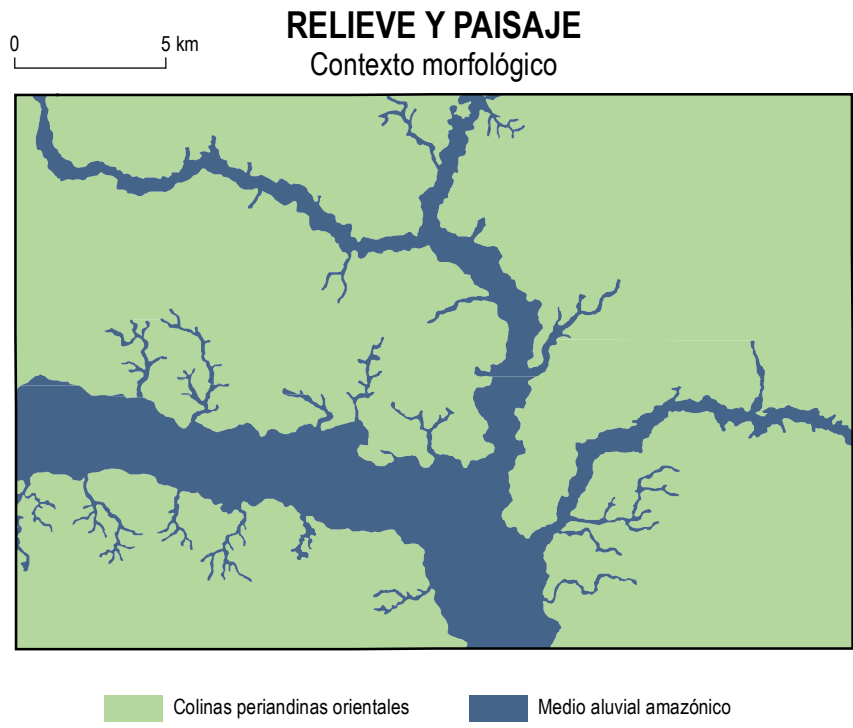 RELIEVE Y PAISAJE
Contexto morfológico
0 5 km
Colinas periandinas orientales
Medio aluvial amazónico